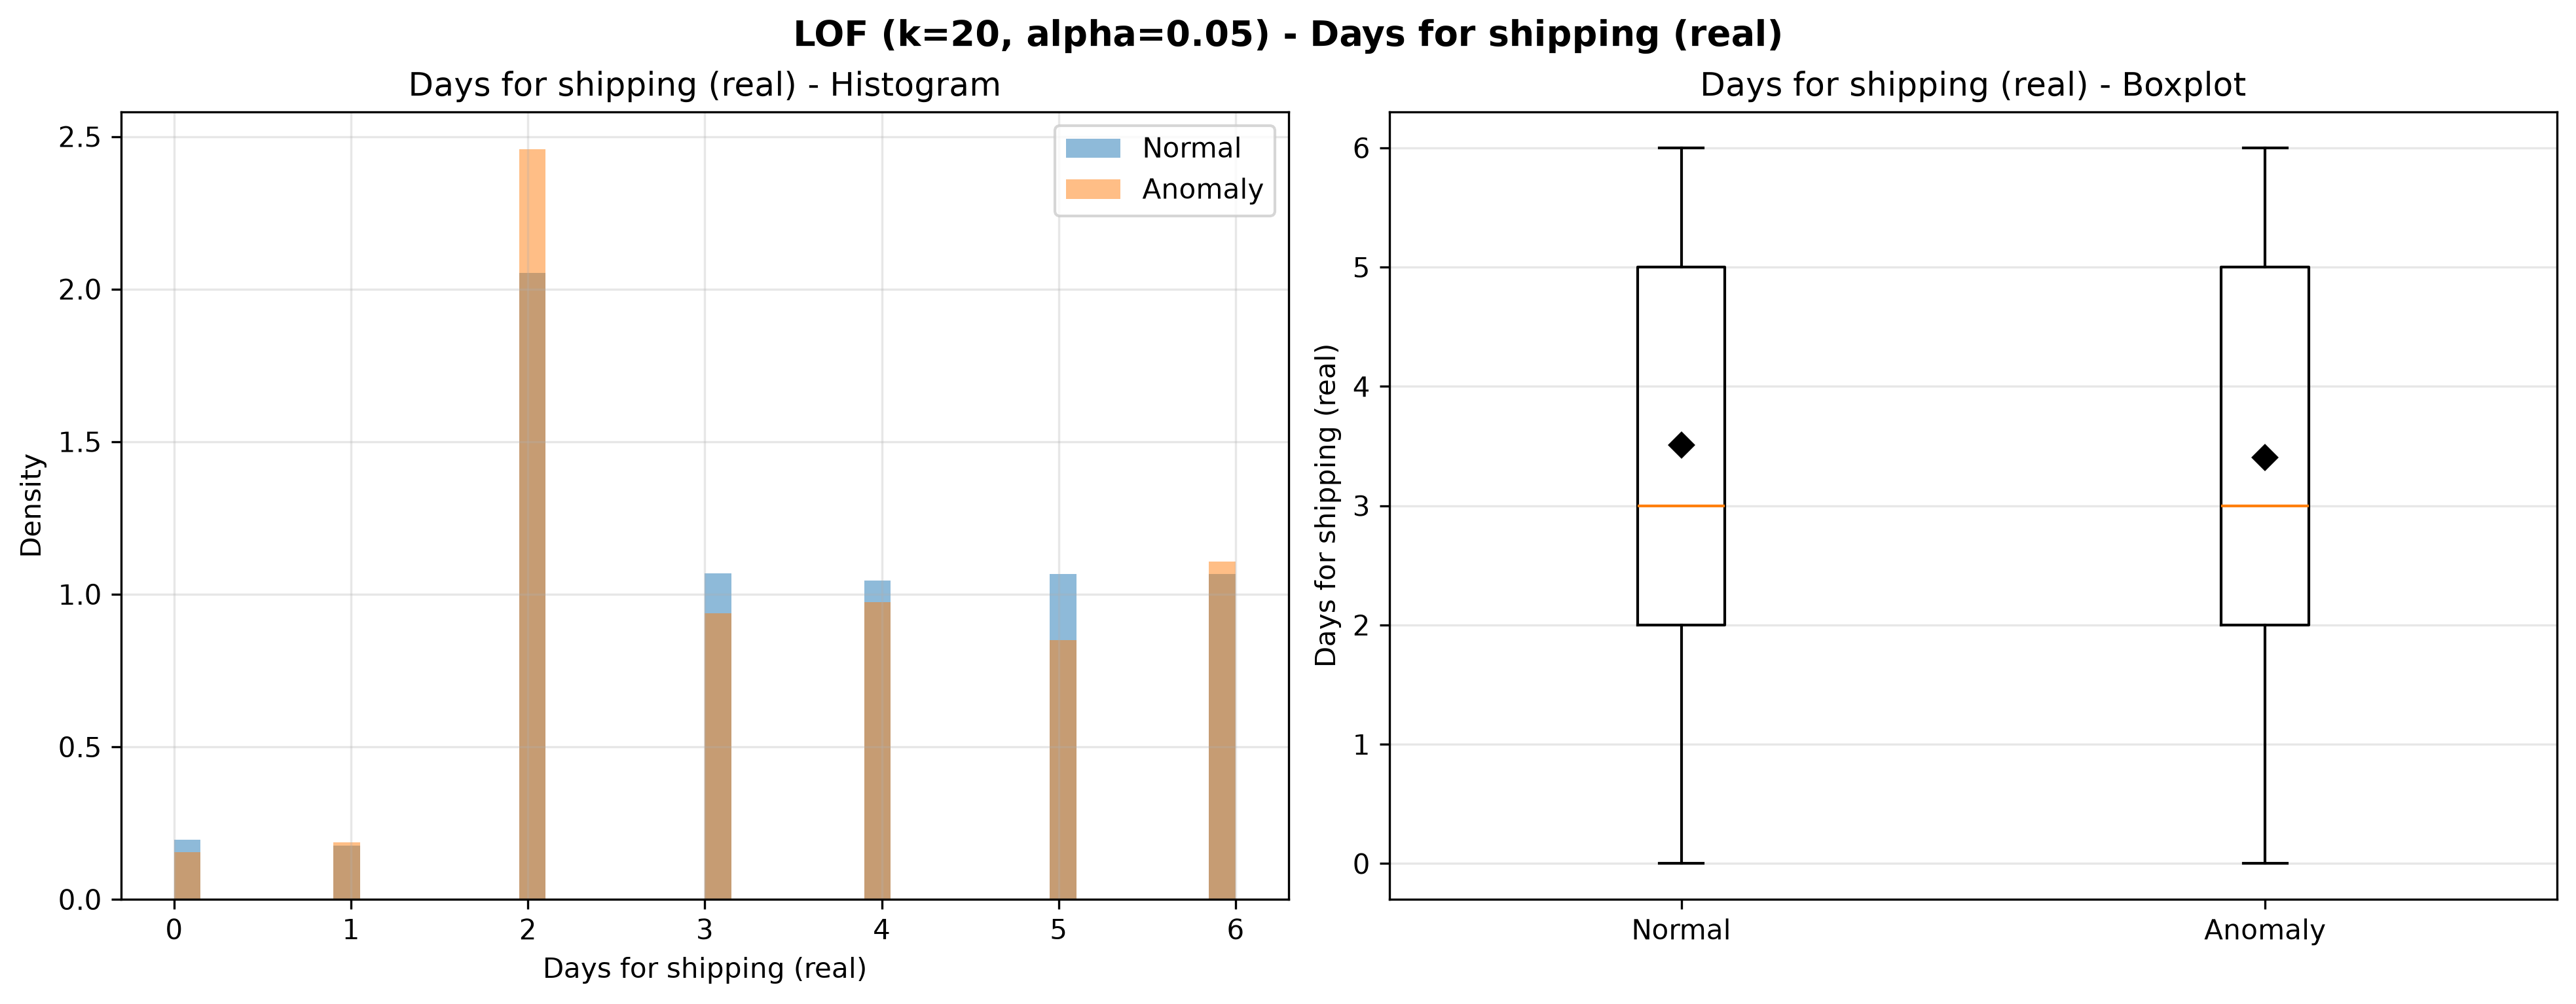 LOF (k=20, alpha=0.05) - Days for shipping (real)
Days for shipping (real) - Histogram
Density
2.5
2.0
1.5
1.0
0.5
0.0
Normal
Anomaly
0 1 2 3 4 5 6
Days for shipping (real)
Days for shipping (real) - Boxplot
Days for shipping (real)
6
5
4
3
2
1
0
Normal Anomaly